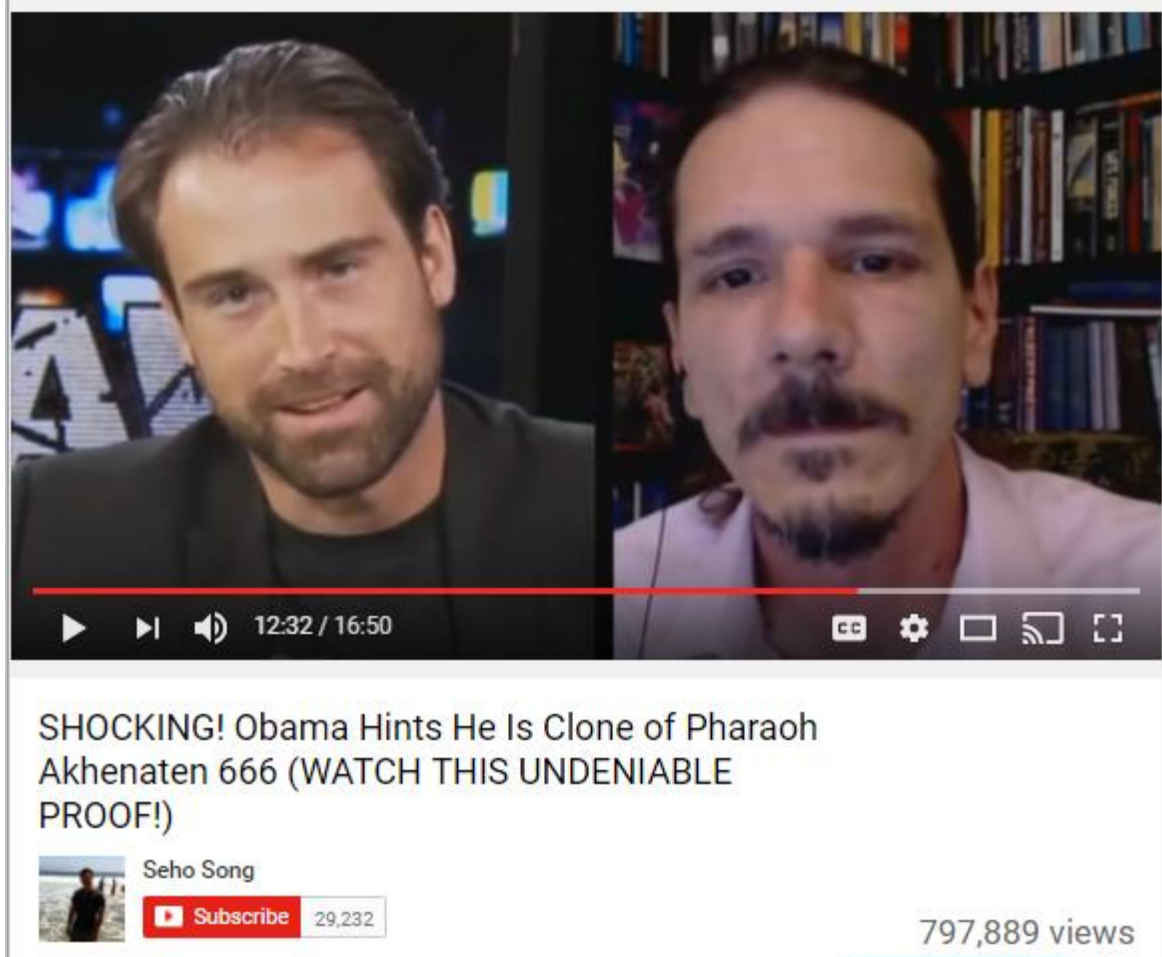 12:32 / 16:50
CC
SHOCKING! Obama Hints He Is Clone of Pharaoh
Akhenaten 666 (WATCH THIS UNDENIABLE
PROOF!)
Seho Song
Subscribe 29,232
797,889 views